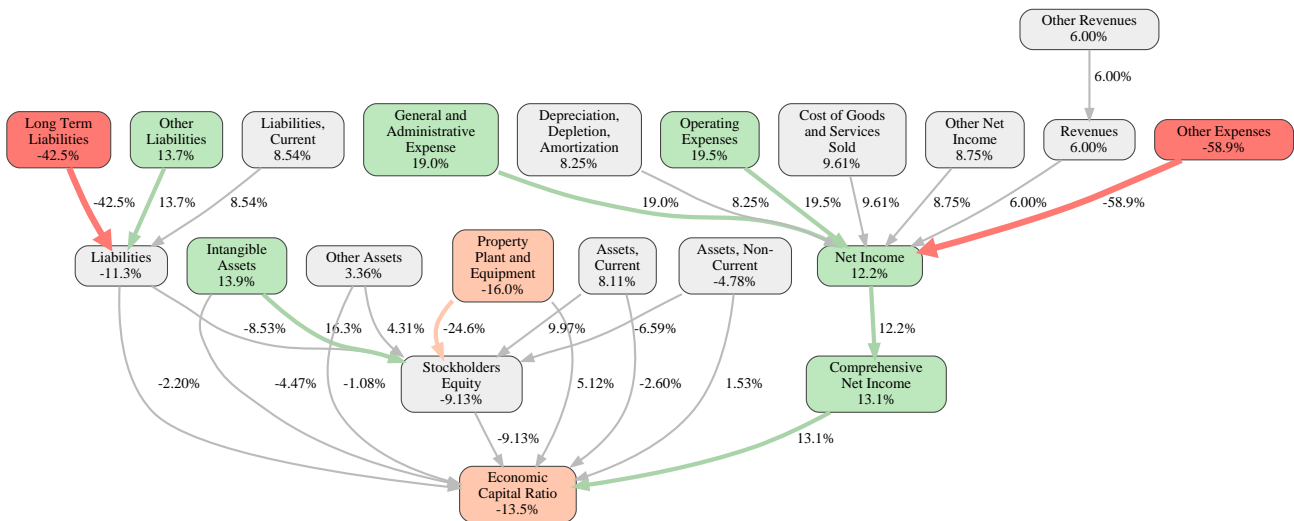 Other Revenues
6.00%
6.00%
Long Term
Liabilities
-42.5%
Other
Liabilities
13.7%
Liabilities,
Current
8.54%
General and
Administrative
Expense
19.0%
Depreciation,
Depletion,
Amortization
8.25%
Operating
Expenses
19.5%
Cost of Goods
and Services
Sold
9.61%
Other Net
Income
8.75%
Revenues
6.00%
Other Expenses
-58.9%
-42.5%
13.7%
8.54%
19.0%
8.25%
19.5%
9.61%
8.75%
6.00%
-58.9%
Liabilities
-11.3%
Intangible
Assets
13.9%
Other Assets
3.36%
Property
Plant and
Equipment
-16.0%
Assets,
Current
8.11%
Assets, Non-
Current
-4.78%
Net Income
12.2%
-8.53%
16.3%
4.31%
-24.6%
9.97%
-6.59%
12.2%
Stockholders
Equity
-9.13%
Comprehensive
Net Income
13.1%
-2.20%
-4.47%
-1.08%
5.12%
-2.60%
1.53%
-9.13%
13.1%
Economic
Capital Ratio
-13.5%